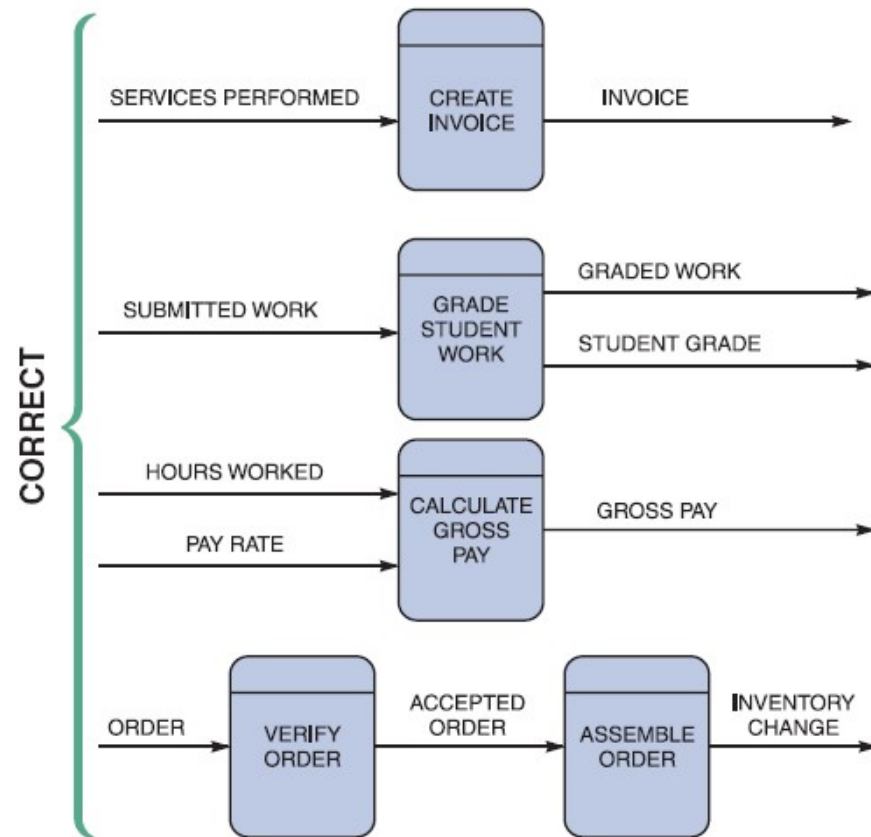 CORRECT
SERVICES PERFORMED
CREATE
INVOICE
INVOICE
SUBMITTED WORK
GRADE
STUDENT
WORK
GRADED WORK
STUDENT GRADE
HOURS WORKED
PAY RATE
CALCULATE
GROSS
PAY
GROSS PAY
ORDER
VERIFY
ORDER
ACCEPTED
ORDER
ASSEMBLE
ORDER
INVENTORY
CHANGE